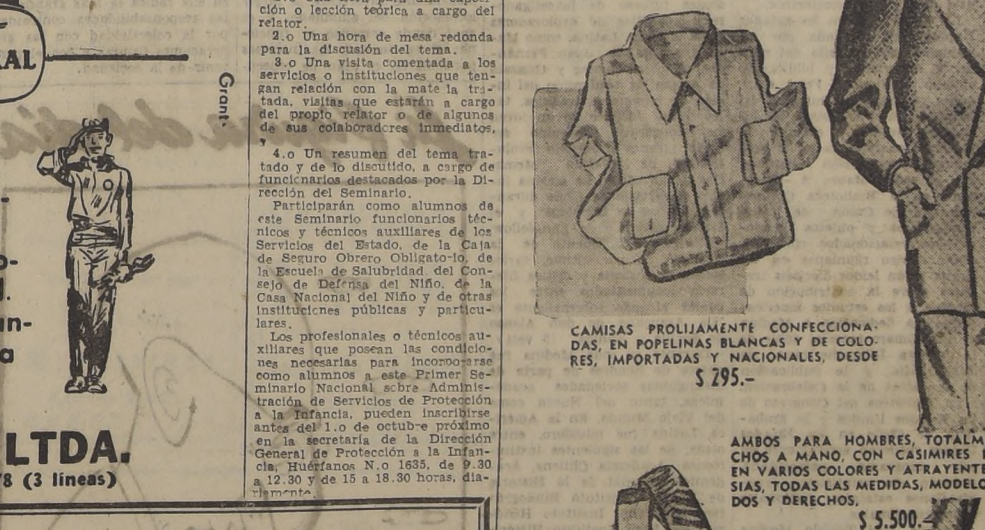 RAL
Grant-
o-
l.
un-
a
LTDA.
78 (3 líneas)
ción o lección teórica a cargo del
relator.
2.o Una hora de mesa redonda
para la discusión del tema.
3.o Una visita comentada a los
servicios o instituciones que ten-
gan relación con la mate la tra-
tada, visitas que estarán a cargo
del propio relator o de algunos
de sus colaboradores inmediatos,
y
4.o Un resumen del tema tra-
tado y de lo discutido, a cargo de
funcionarios destacados por la Di-
rección del Seminario.
Participarán como alumnos de
este Seminario funcionarios téc-
nicos y técnicos auxiliares de los
Servicios del Estado, de la Caja
de Seguro Obrero Obligato-io, de
la Escuela de Salubridad, del Con-
sejo de Defensa del Niño, de la
Casa Nacional del Niño y de otras
instituciones públicas y particu-
lares.
Los profesionales o técnicos au-
xiliares que posean las condicio-
nes necesarias para incorporarse
como alumnos a este Primer Se-
minario Nacional sobre Adminis-
tración de Servicios de Protección
a la Infancia, pueden inscribirse
antes del 1.o de octubre próximo
en la secretaría de la Dirección
General de Protección a la Infan-
cia, Huérfanos N.o 1635, de 9.30
a 12.30 y de 15 a 18.30 horas, dia-
riamente.
CAMISAS PROLIJAMENTE CONFECCIONA-
DAS, EN POPELINAS BLANCAS Y DE COLO-
RES, IMPORTADAS Y NACIONALES, DESDE
$ 295.-
AMBOS PARA HOMBRES, TOTALM
CHOS A MANO, CON CASIMIRES
EN VARIOS COLORES Y ATRAYENTE
SIAS, TODAS LAS MEDIDAS, MODELO
DOS Y DERECHOS,
$ 5.500.-